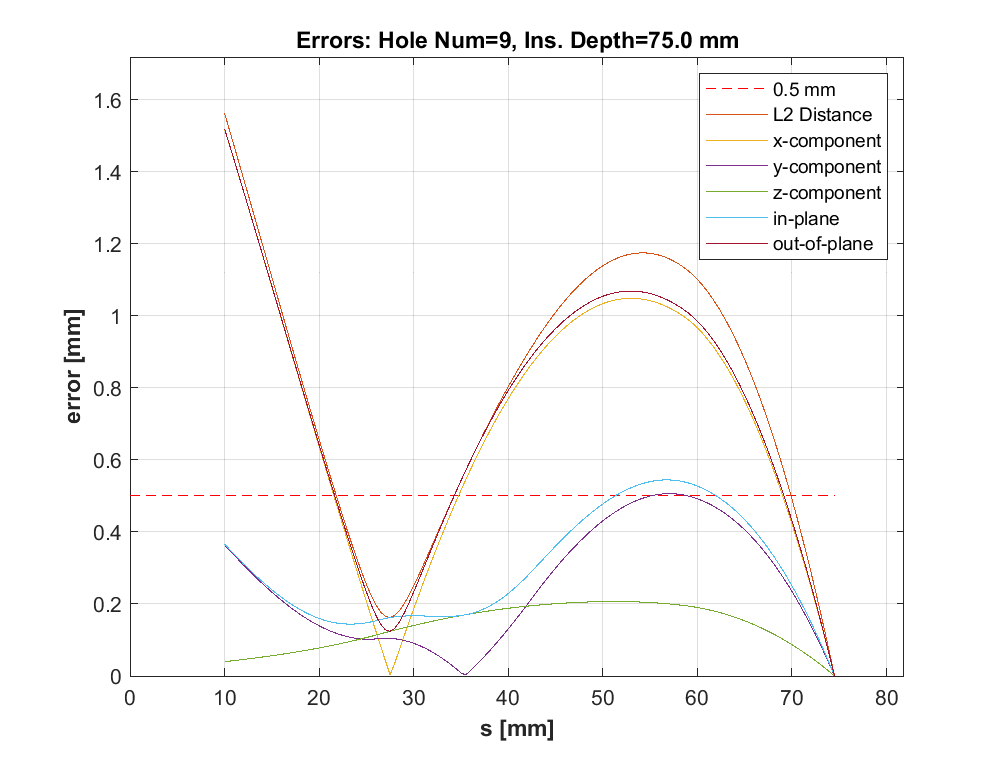 Errors: Hole Num=9, Ins. Depth=75.0 mm
0.5 mm
L2 Distance
x-component
y-component
z-component
in-plane
out-of-plane
error [mm]
1.6
1.4
1.2
1
0.8
0.6
0.4
0.2
0
0 10 20 30 40 50 60 70 80
s [mm]